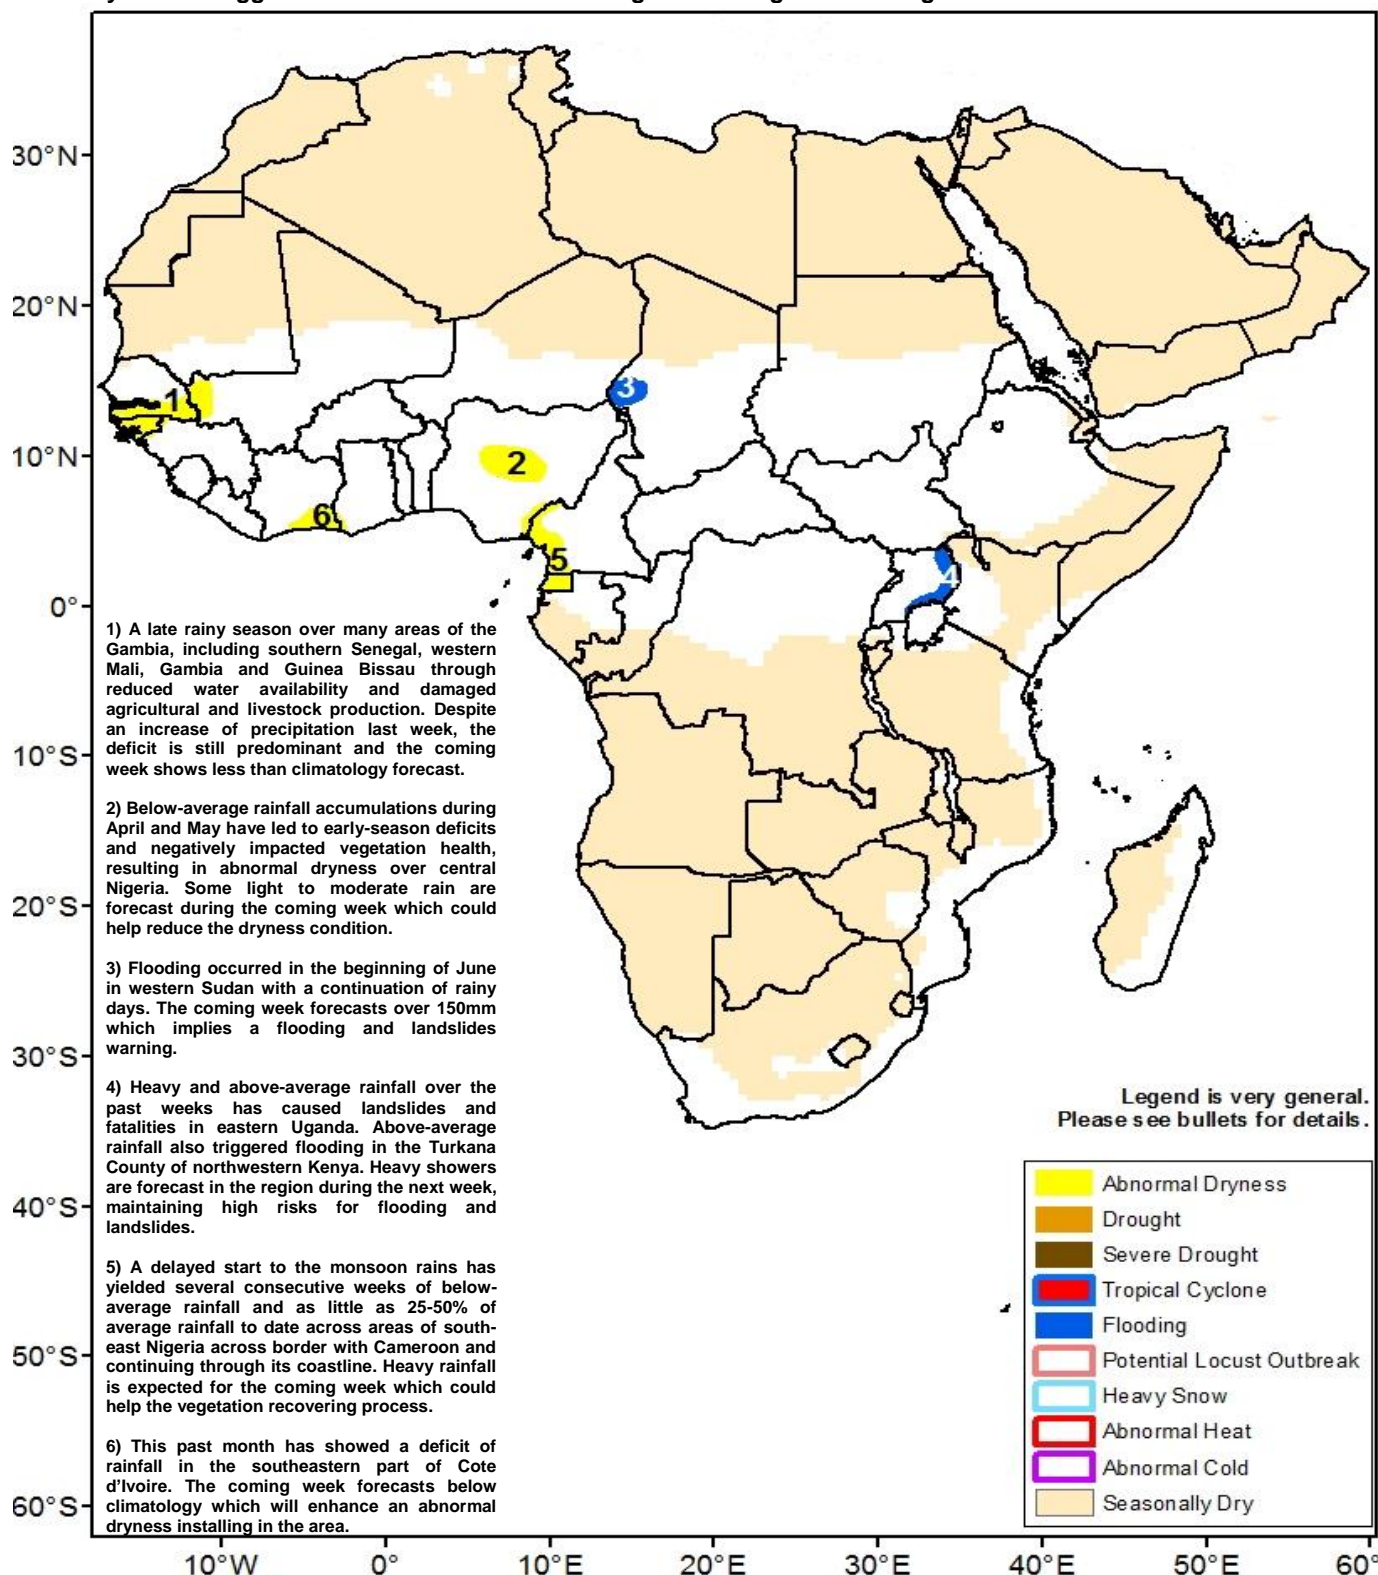 30°N
20°N
10°N
0°
10°S
20°S
30°S
40°S
50°S
60°S
1
2
3
4
5
6
1) A late rainy season over many areas of the
Gambia, including southern Senegal, western
Mali, Gambia and Guinea Bissau through
reduced water availability and damaged
agricultural and livestock production. Despite
an increase of precipitation last week, the
deficit is still predominant and the coming
week shows less than climatology forecast.
2) Below-average rainfall accumulations during
April and May have led to early-season deficits
and negatively impacted vegetation health,
resulting in abnormal dryness over central
Nigeria. Some light to moderate rain are
forecast during the coming week which could
help reduce the dryness condition.
3) Flooding occurred in the beginning of June
in western Sudan with a continuation of rainy
days. The coming week forecasts over 150mm
which implies a flooding and landslides
warning.
4) Heavy and above-average rainfall over the
past weeks has caused landslides and
fatalities in eastern Uganda. Above-average
rainfall also triggered flooding in the Turkana
County of northwestern Kenya. Heavy showers
are forecast in the region during the next week,
maintaining high risks for flooding and
landslides.
5) A delayed start to the monsoon rains has
yielded several consecutive weeks of below-
average rainfall and as little as 25-50% of
average rainfall to date across areas of south-
east Nigeria across border with Cameroon and
continuing through its coastline. Heavy rainfall
is expected for the coming week which could
help the vegetation recovering process.
6) This past month has showed a deficit of
rainfall in the southeastern part of Cote
d'Ivoire. The coming week forecasts below
climatology which will enhance an abnormal
dryness installing in the area.
Legend is very general.
Please see bullets for details.
Abnormal Dryness
Drought
Severe Drought
Tropical Cyclone
Flooding
Potential Locust Outbreak
Heavy Snow
Abnormal Heat
Abnormal Cold
Seasonally Dry
10°W 0° 10°E 20°E 30°E 40°E 50°E 60°